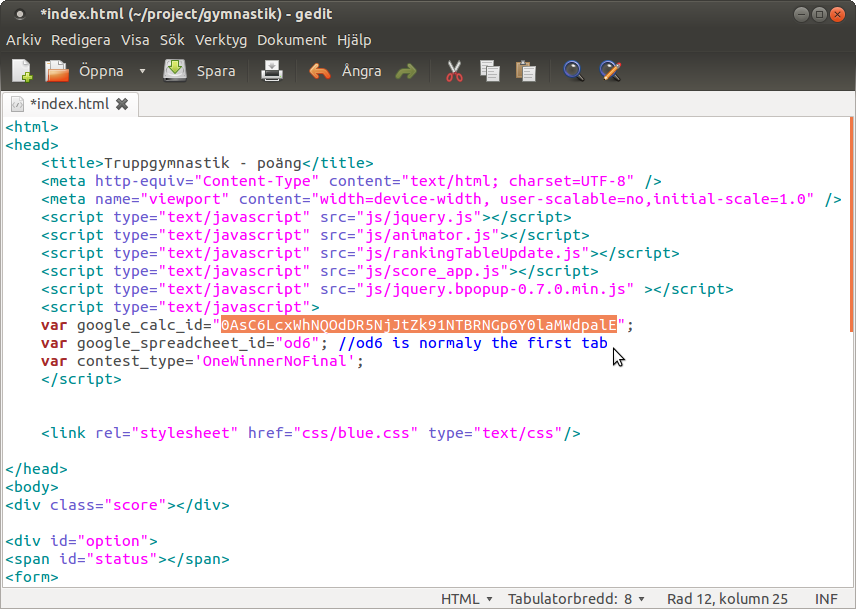 *index.html (~/project/gymnastik) - gedit
Arkiv Redigera Visa Sök Verktyg Dokument Hjälp
Öppna Spara Ångra
*index.html
<html>
<head>
    <title>Truppgymnastik - poäng</title>
    <meta http-equiv="Content-Type" content="text/html; charset=UTF-8" />
    <meta name="viewport" content="width=device-width, user-scalable=no,initial-scale=1.0" />
    <script type="text/javascript" src="js/jquery.js"></script>
    <script type="text/javascript" src="js/animator.js"></script>
    <script type="text/javascript" src="js/rankingTableUpdate.js"></script>
    <script type="text/javascript" src="js/score_app.js"></script>
    <script type="text/javascript" src="js/jquery.bpopup-0.7.0.min.js" ></script>
    <script type="text/javascript">
    var google_calc_id="0AsC6LcxWhNQOdDR5NjJtZk91NTBRNGp6Y0laMWdpalE";
    var google_spreadcheet_id="od6"; //od6 is normaly the first tab
    var contest_type='OneWinnerNoFinal';
    </script>
    <link rel="stylesheet" href="css/blue.css" type="text/css"/>
</head>
<body>
<div class="score"></div>
<div id="option">
<span id="status"></span>
<form>
HTML Tabulatorbredd: 8 Rad 12, kolumn 25 INF